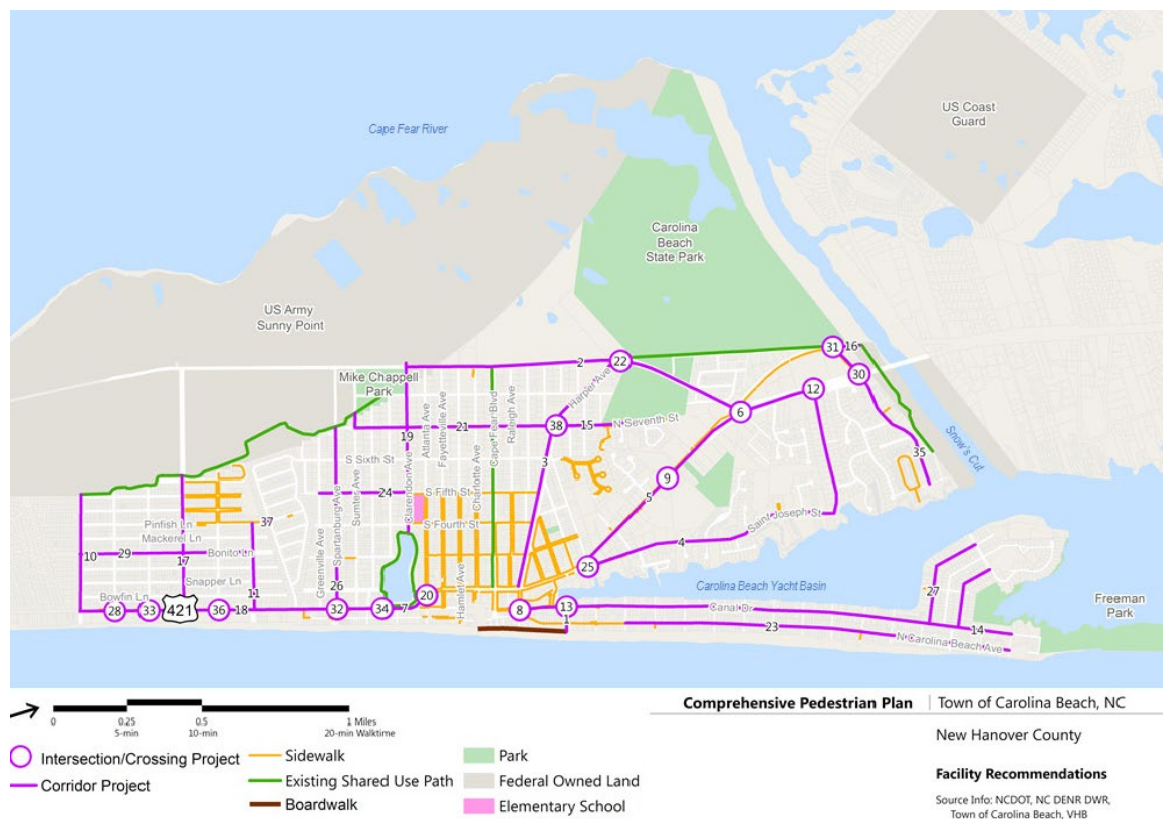 Cape Fear River
US Coast
Guard
Carolina
Beach
State Park
US Army
Sunny Point
31
16
22
2
30
Mike Chappell
Park
Harper Ave
12
6
Atlanta Ave
Fayetteville Ave
Cape Fear Blvd
Raleigh Ave
38
15
N Seventh St
21
19
Snow's Cut
S Sixth St
Sumter Ave
Clarendon Ave
Charlotte Ave
3
35
9
5
Spartanburg Ave
24
S Fifth St
Pinfish Ln
37
S Fourth St
Saint Joseph St
Mackerel Ln
4
10
29
17
Bonito Ln
Greenville Ave
25
Snapper Ln
26
Hamlet Ave
Carolina Beach Yacht Basin
27
11
Bowfin Ln
20
Freeman
Park
28
33
421
36
18
32
34
7
8
13
Canal Dr
1
23
14
N Carolina Beach Ave
Comprehensive Pedestrian Plan
Town of Carolina Beach, NC
0
0.25
0.5
1 Miles
5-min
10-min
20-min Walktime
New Hanover County
Intersection/Crossing Project
Corridor Project
Sidewalk
Existing Shared Use Path
Boardwalk
Park
Federal Owned Land
Elementary School
Facility Recommendations
Source Info: NCDOT, NC DENR DWR,
Town of Carolina Beach, VHB